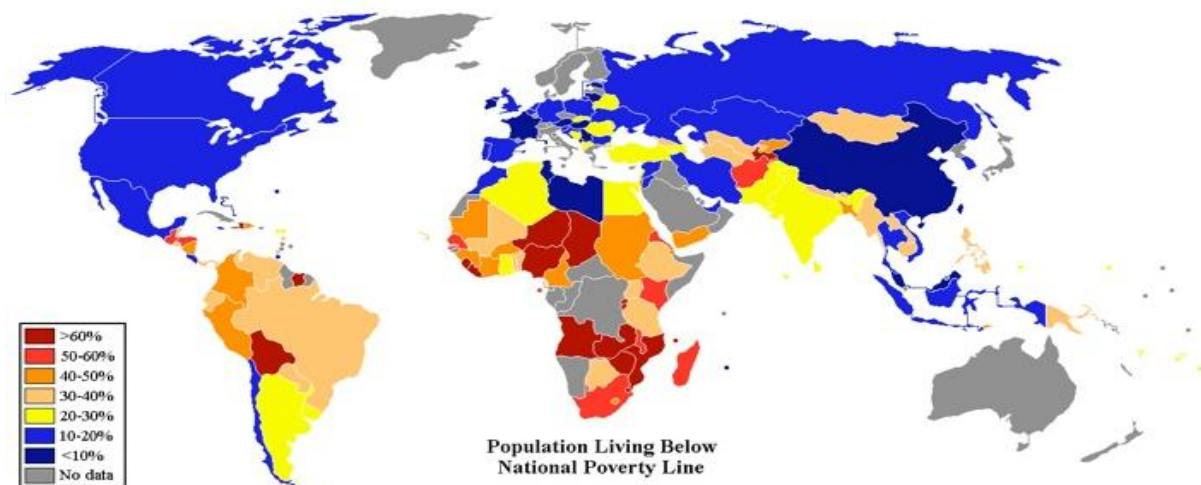 >60%
50-60%
40-50%
30-40%
20-30%
10-20%
<10%
No data
Population Living Below
National Poverty Line